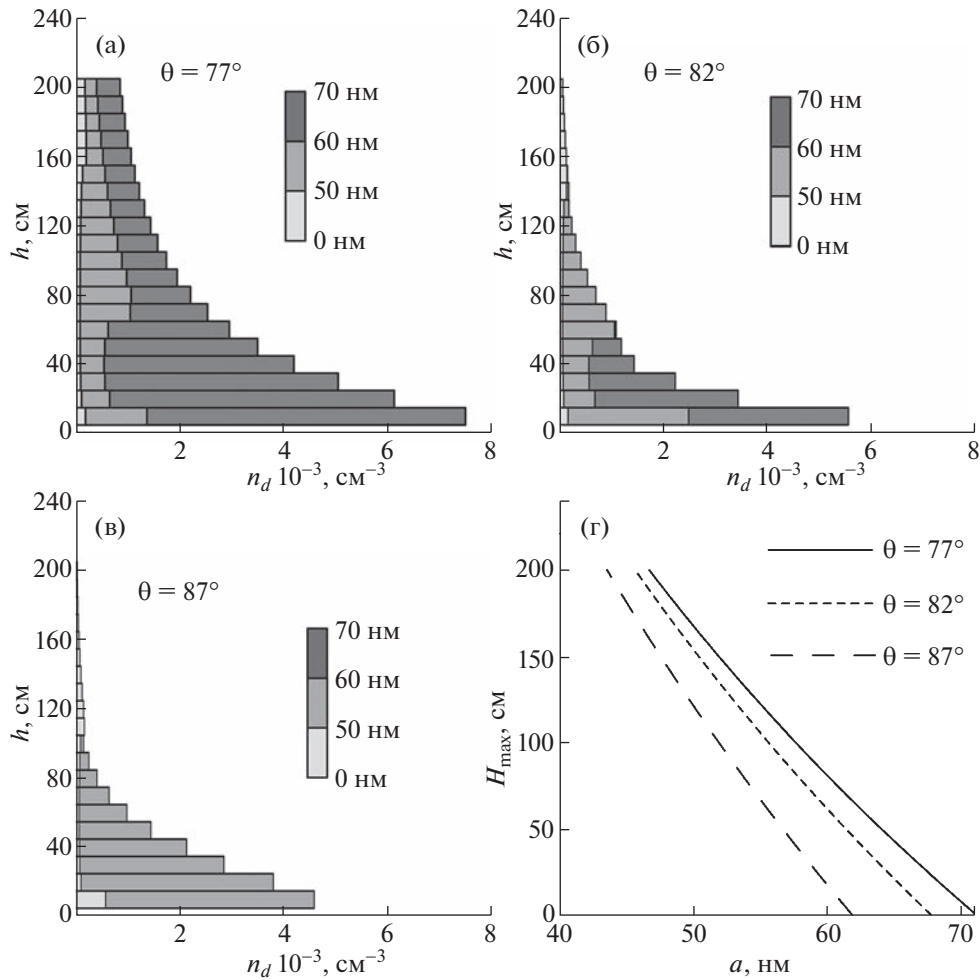 240
(а)
θ = 77°
200
70 нм
160
60 нм
h, см
50 нм
120
0 нм
80
40
0
2
4
6
8
n_d 10⁻³, см⁻³
240
(б)
θ = 82°
200
70 нм
160
60 нм
h, см
50 нм
120
0 нм
80
40
0
2
4
6
8
n_d 10⁻³, см⁻³
240
(в)
200
θ = 87°
70 нм
160
60 нм
h, см
50 нм
120
0 нм
80
40
0
2
4
6
8
n_d 10⁻³, см⁻³
250
(г)
θ = 77°
200
θ = 82°
θ = 87°
150
H_max, см
100
50
0
40
50
60
70
a, нм